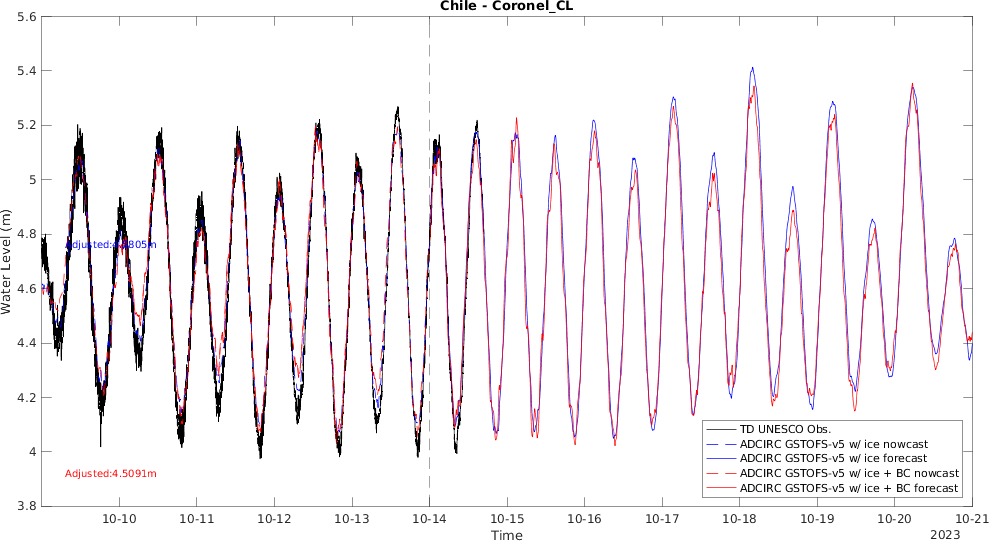 Chile - Coronel_CL
5.6
5.4
5.2
5
4.8
4.6
4.4
4.2
4
3.8
Water Level (m)
Adjusted:4.5091m
TD UNESCO Obs.
ADCIRC GSTOFS-v5 w/ ice nowcast
ADCIRC GSTOFS-v5 w/ ice forecast
ADCIRC GSTOFS-v5 w/ ice + BC nowcast
ADCIRC GSTOFS-v5 w/ ice + BC forecast
10-10
10-11
10-12
10-13
10-14
10-15
10-16
10-17
10-18
10-19
10-20
10-21
Time
2023